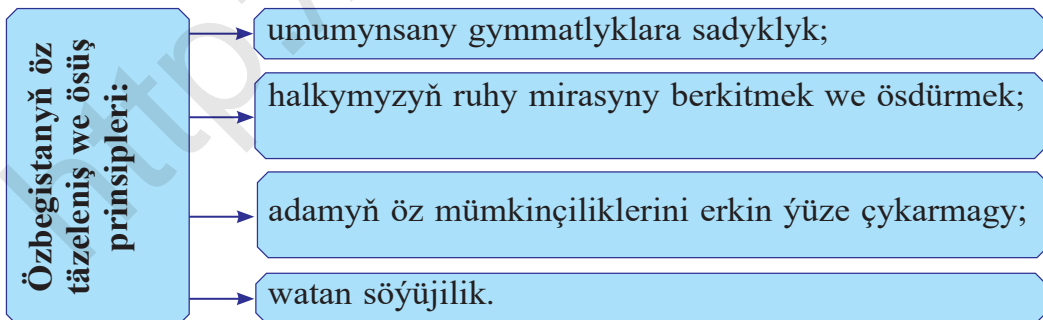 Özbegistanyň öz
täzeleniş we ösüş
prinsipleri:
umumynsany gymmatlyklara sadyklyk;
halkymyzyň ruhy mirasyny berkitmek we ösdürmek;
adamyň öz mümkinçiliklerini erkin ýüze çykarmagy;
watan söýüjilik.
http